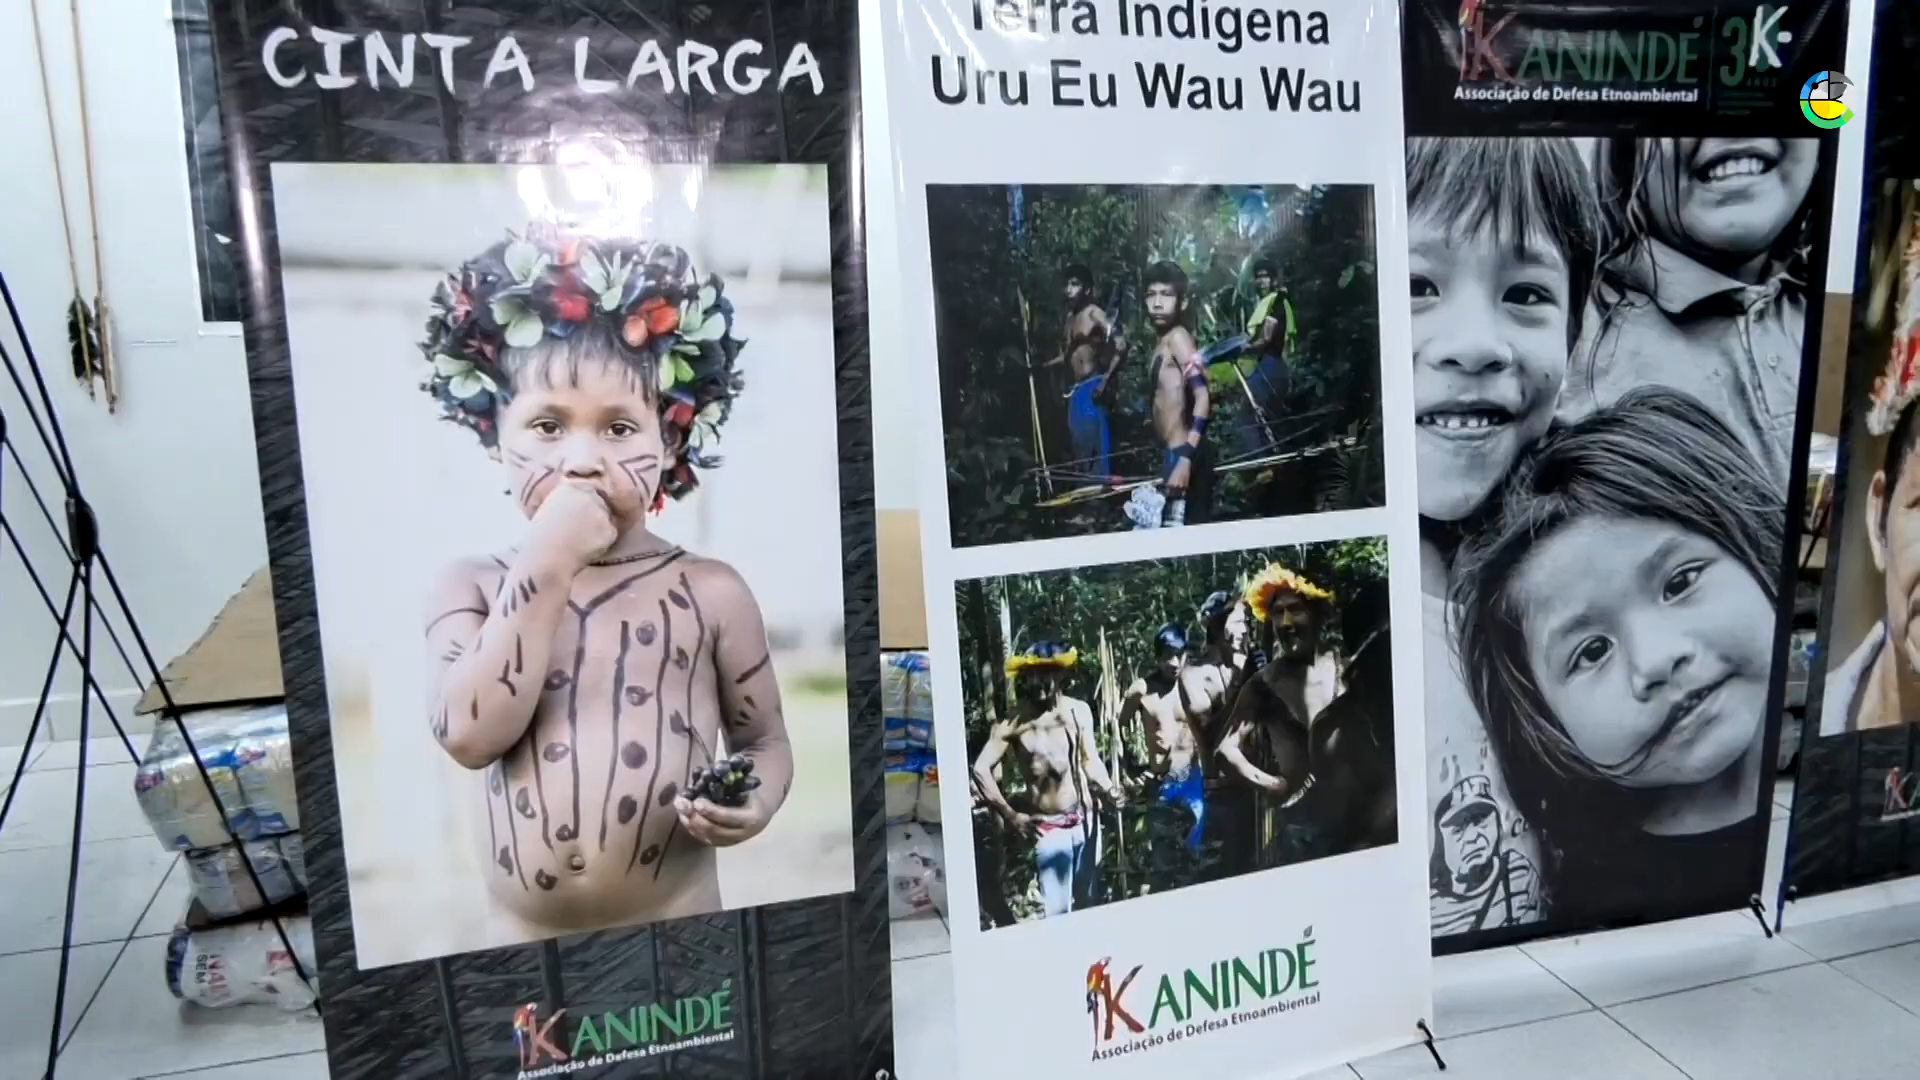 CINTA LARGA
KANINDÉ
Associação de Defesa Etnoambiental
Terra Indígena
Uru Eu Wau Wau
KANINDÉ
Associação de Defesa Etnoambiental
KANINDÉ
Associação de Defesa Etnoambiental